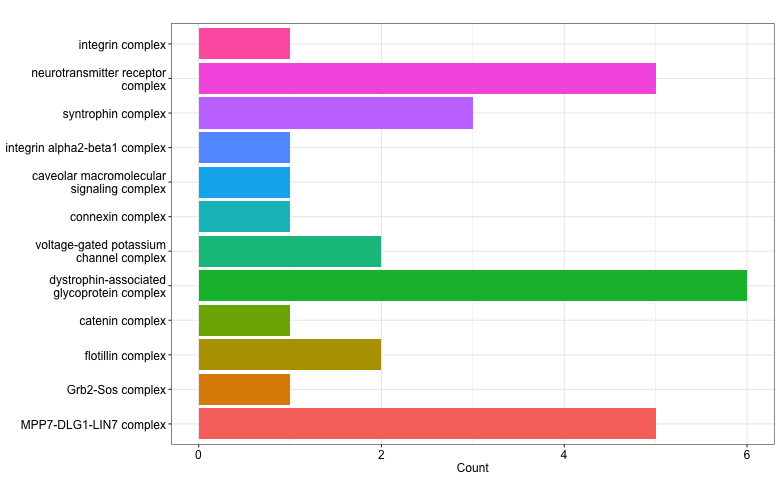 integrin complex
neurotransmitter receptor
complex
syntrophin complex
integrin alpha2-beta1 complex
caveolar macromolecular
signaling complex
connexin complex
voltage-gated potassium
channel complex
dystrophin-associated
glycoprotein complex
catenin complex
flotillin complex
Grb2-Sos complex
MPP7-DLG1-LIN7 complex
0 2 4 6
Count